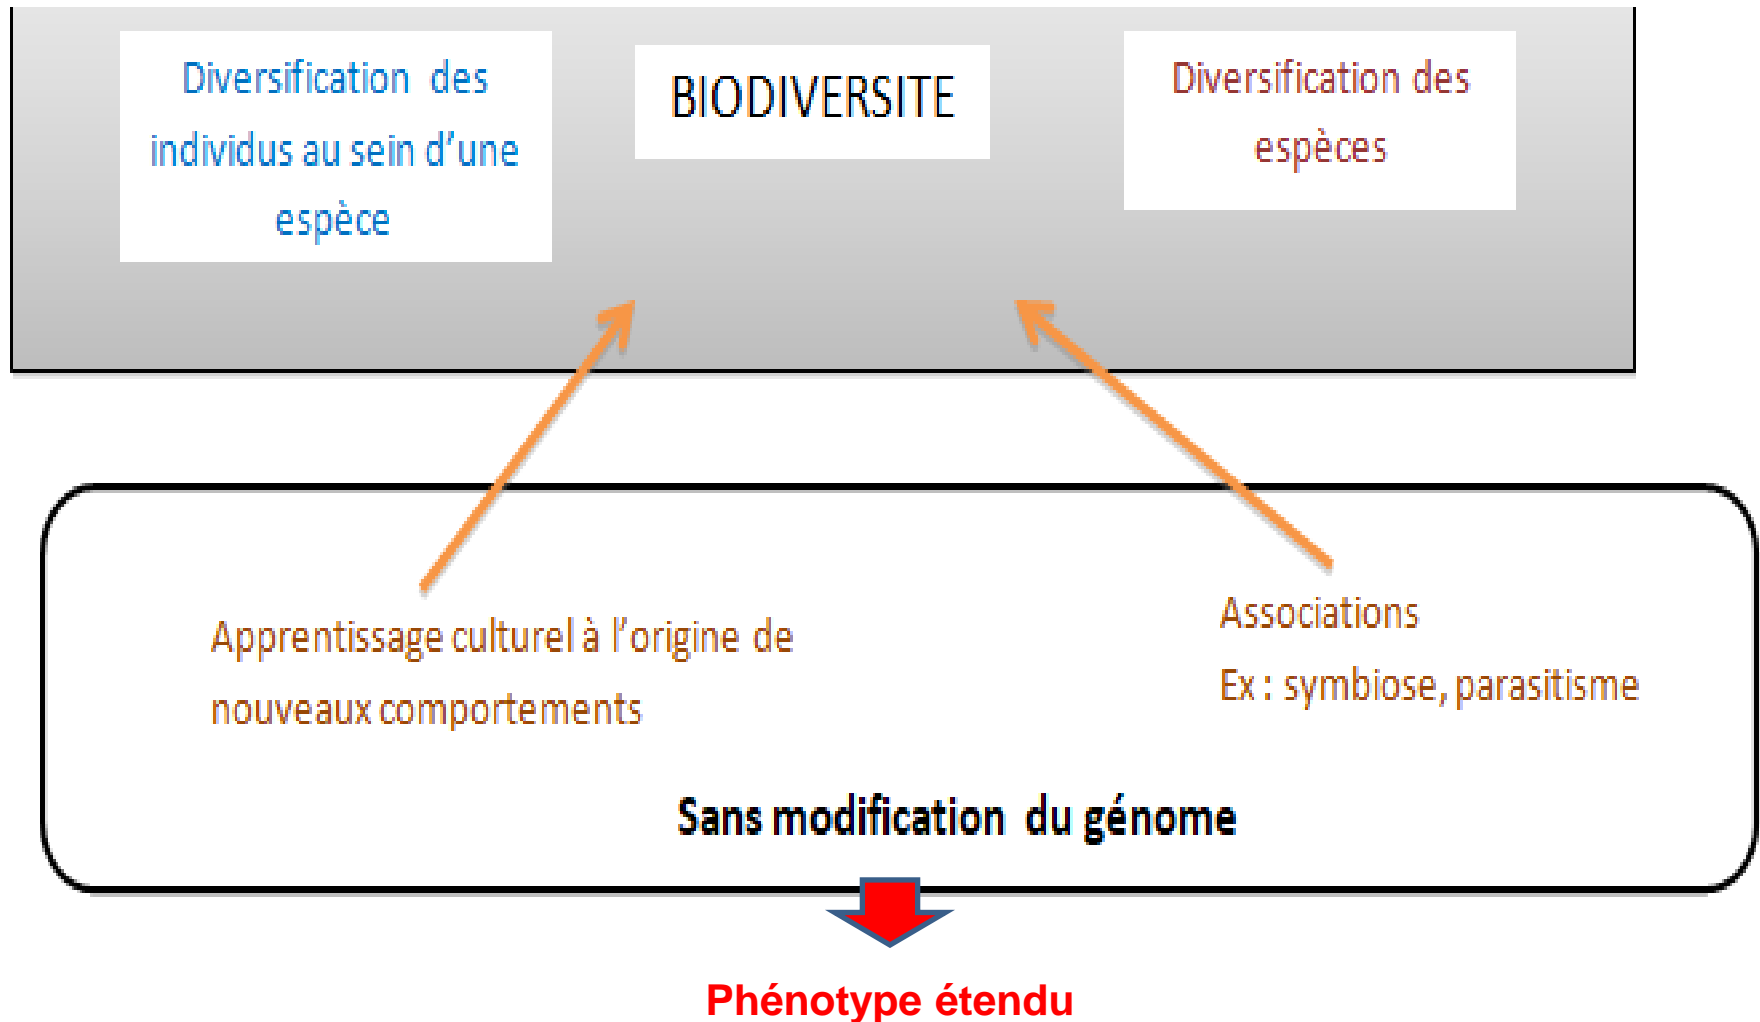 Diversification des
individus au sein d'une
espèce
BIODIVERSITE
Diversification des
espèces
Apprentissage culturel à l'origine de
nouveaux comportements
Associations
Ex : symbiose, parasitisme
Sans modification du génome
Phénotype étendu